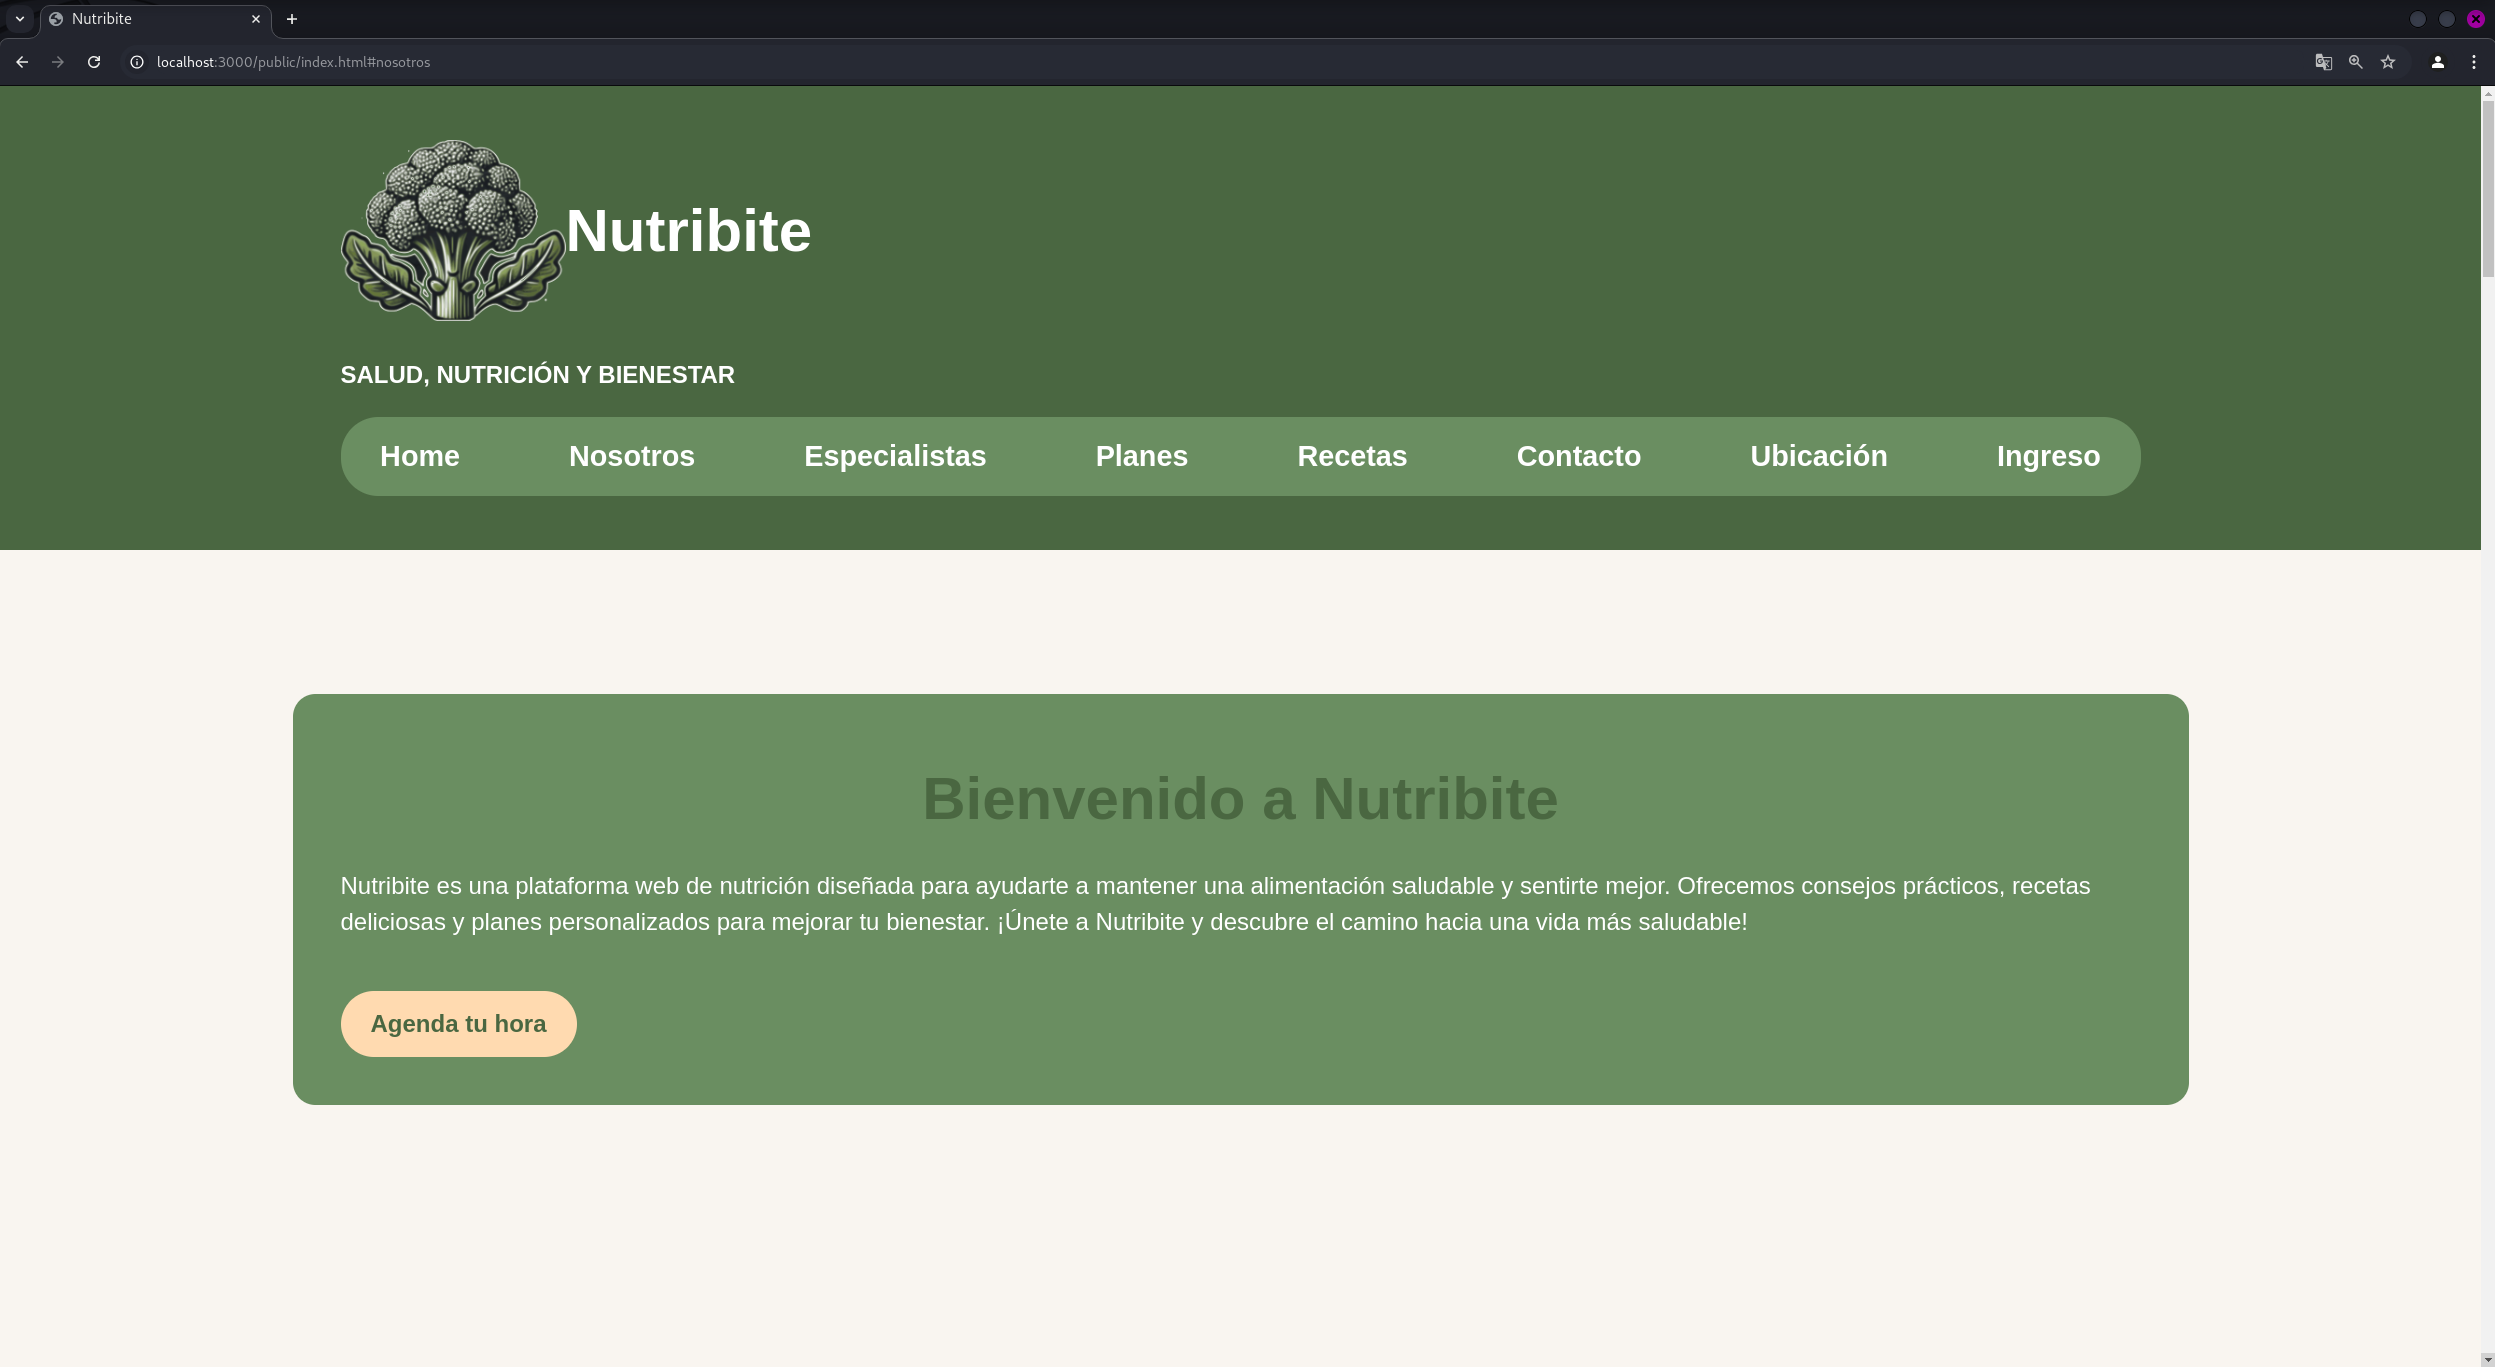 Nutribite
localhost:3000/public/index.html#nosotros
Nutribite
SALUD, NUTRICIÓN Y BIENESTAR
Home Nosotros Especialistas Planes Recetas Contacto Ubicación Ingreso
Bienvenido a Nutribite
Nutribite es una plataforma web de nutrición diseñada para ayudarte a mantener una alimentación saludable y sentirte mejor. Ofrecemos consejos prácticos, recetas
deliciosas y planes personalizados para mejorar tu bienestar. ¡Únete a Nutribite y descubre el camino hacia una vida más saludable!
Agenda tu hora